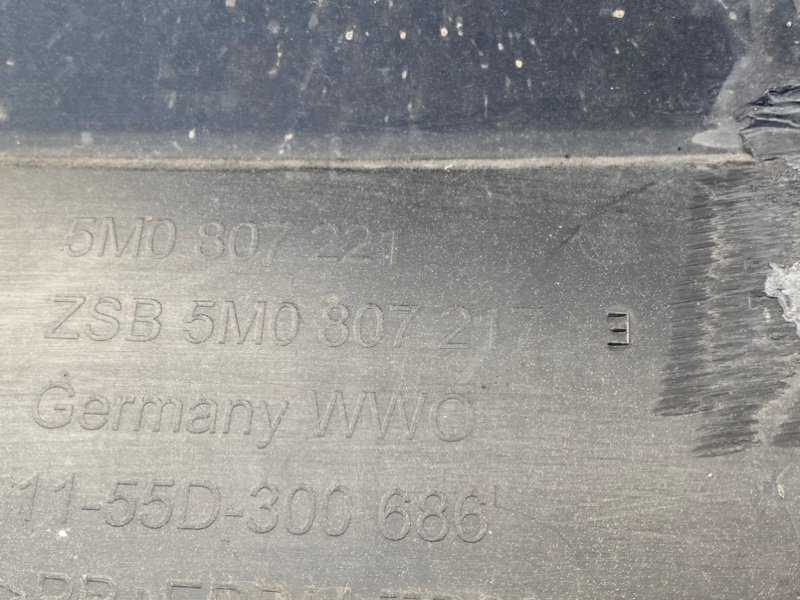 5M0 807 221
ZSB 5M0 807 217 E
Germany WWO
11-55D-300 686